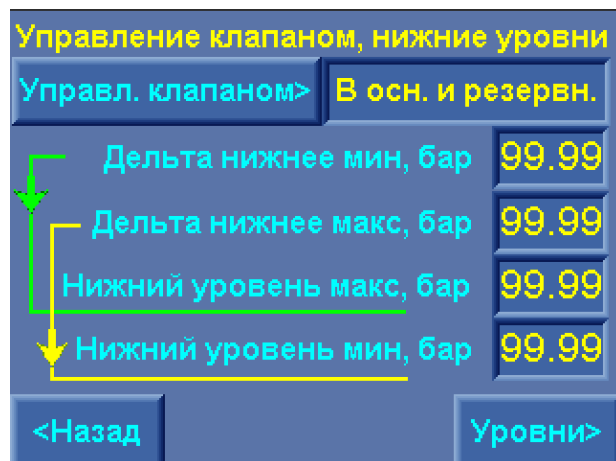 Управление клапаном, нижние уровни
Управл. клапаном> В осн. и резервн.
Дельта нижнее мин, бар 99.99
Дельта нижнее макс, бар 99.99
Нижний уровень макс, бар 99.99
Нижний уровень мин, бар 99.99
<Назад Уровни>